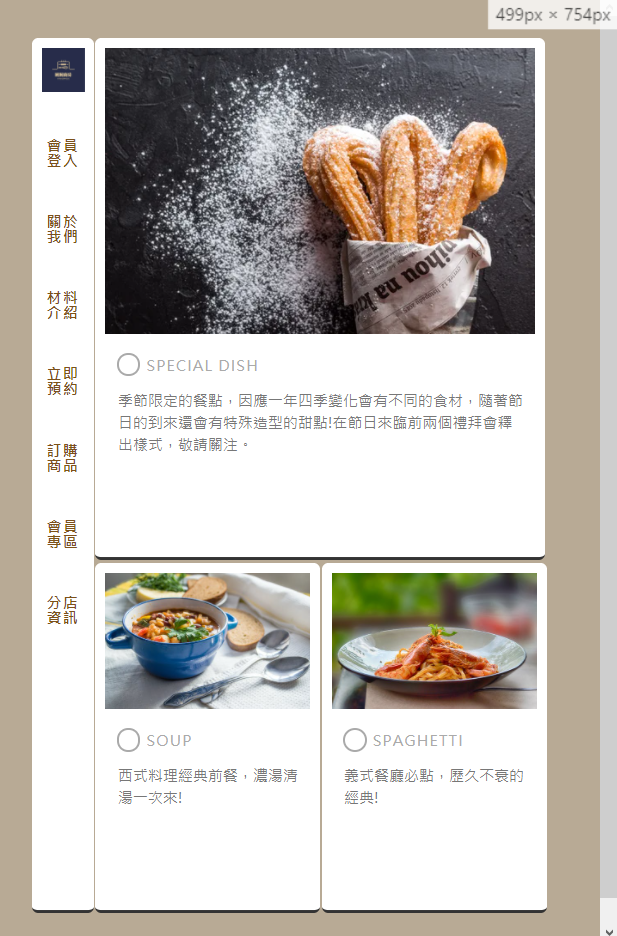 499px × 754px
會員
登入
關於
我們
材料
介紹
立即
預約
訂購
商品
會員
專區
分店
資訊
pihou na k
SPECIAL DISH
季節限定的餐點，因應一年四季變化會有不同的食材，隨著節
日的到來還會有特殊造型的甜點!在節日來臨前兩個禮拜會釋
出樣式，敬請關注。
SOUP
西式料理經典前餐，濃湯清
湯一次來!
SPAGHETTI
義式餐廳必點，歷久不衰的
經典!